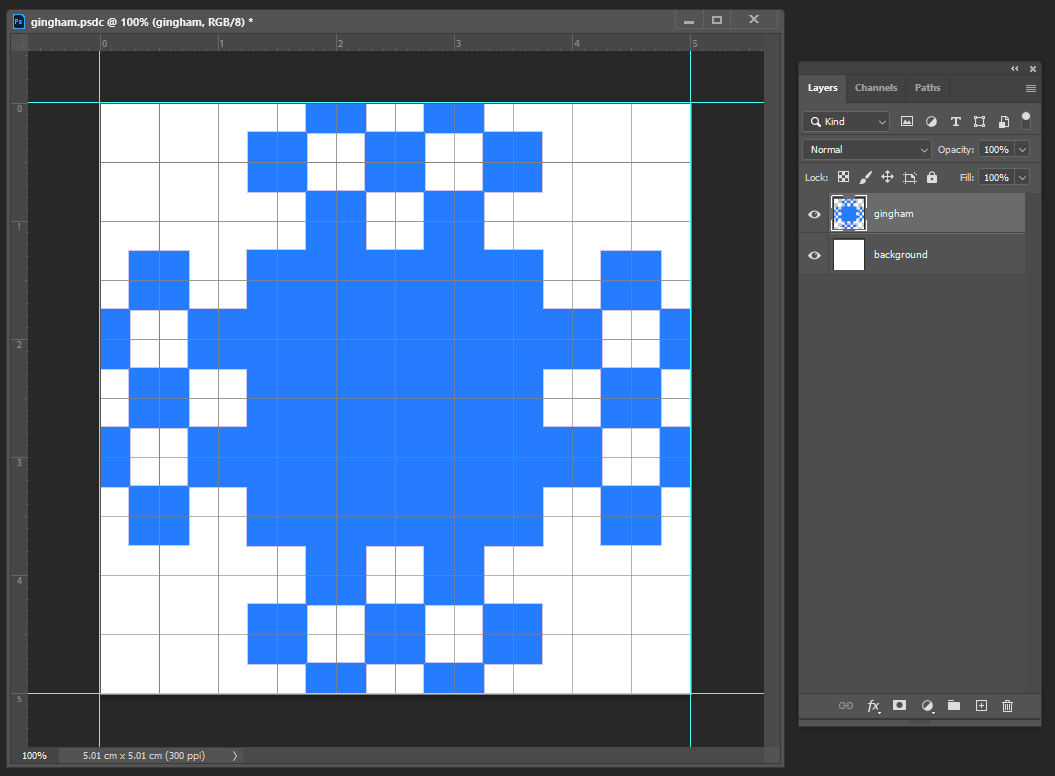 Ps gingham.psdc @ 100% (gingham, RGB/8) *
0 1 2 3 4 5
0
1
2
3
4
5
100% 5.01 cm x 5.01 cm (300 ppi)
Layers Channels Paths
Kind
Normal Opacity: 100%
Lock: Fill: 100%
gingham
background
fx